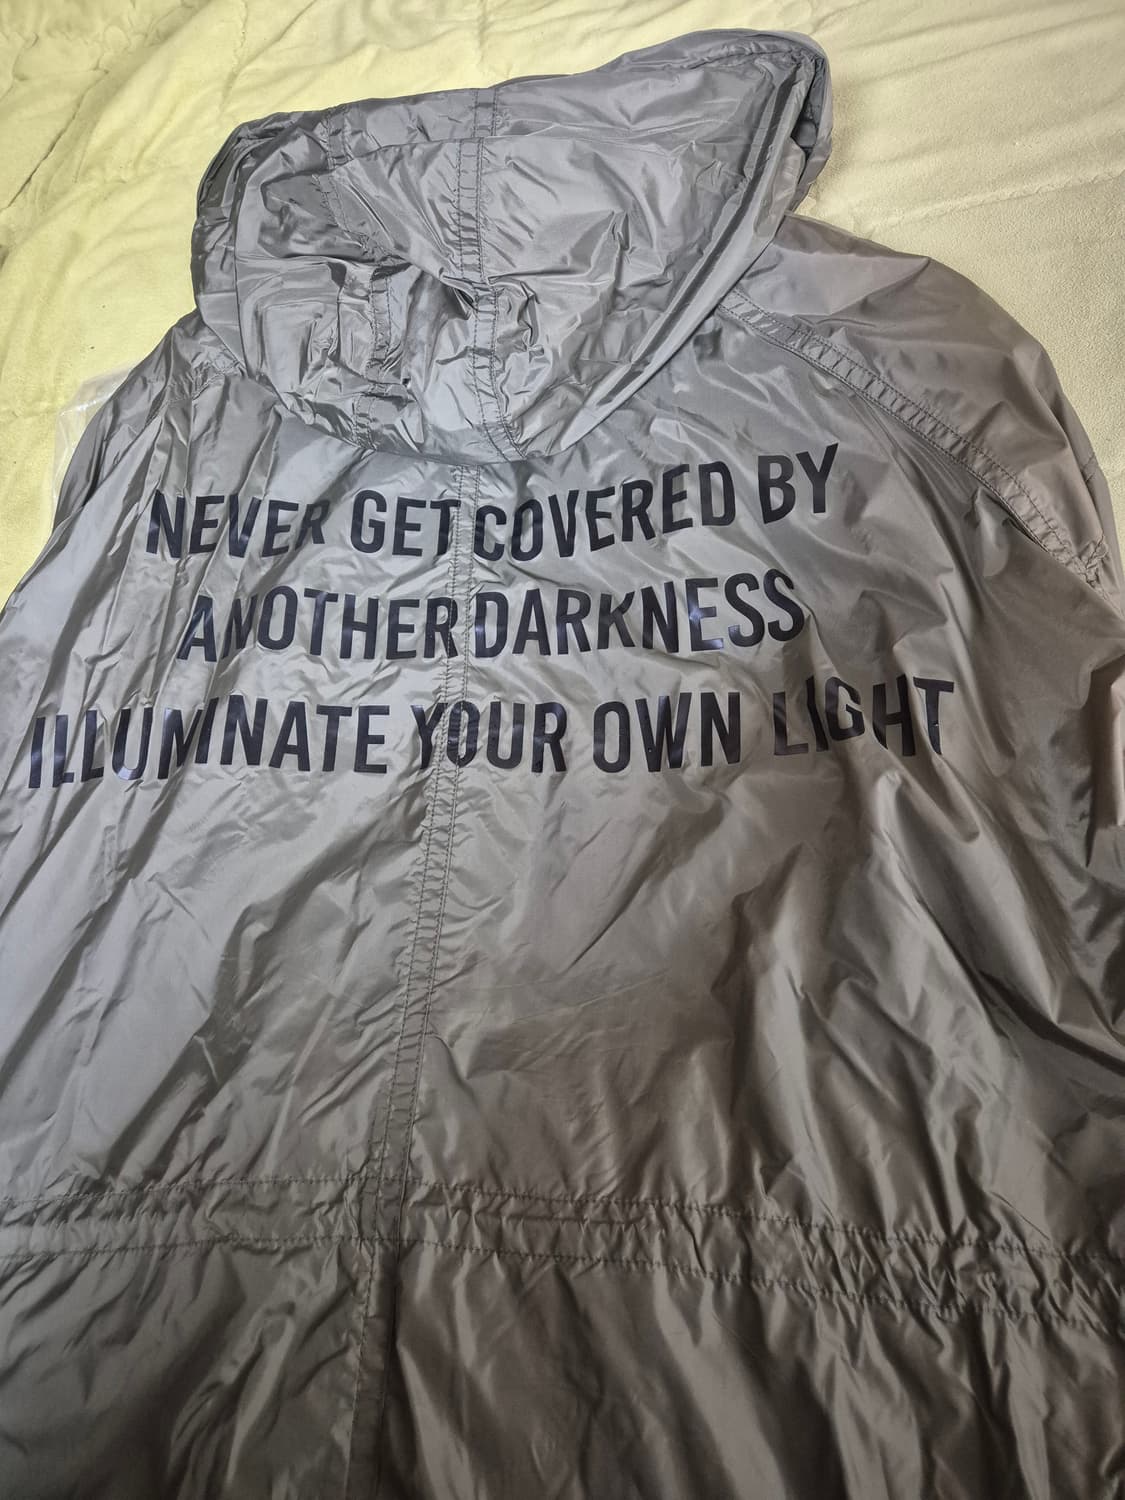 NEVER GET COVERED BY
ANOTHER DARKNESS
ILLUMINATE YOUR OWN LIGHT